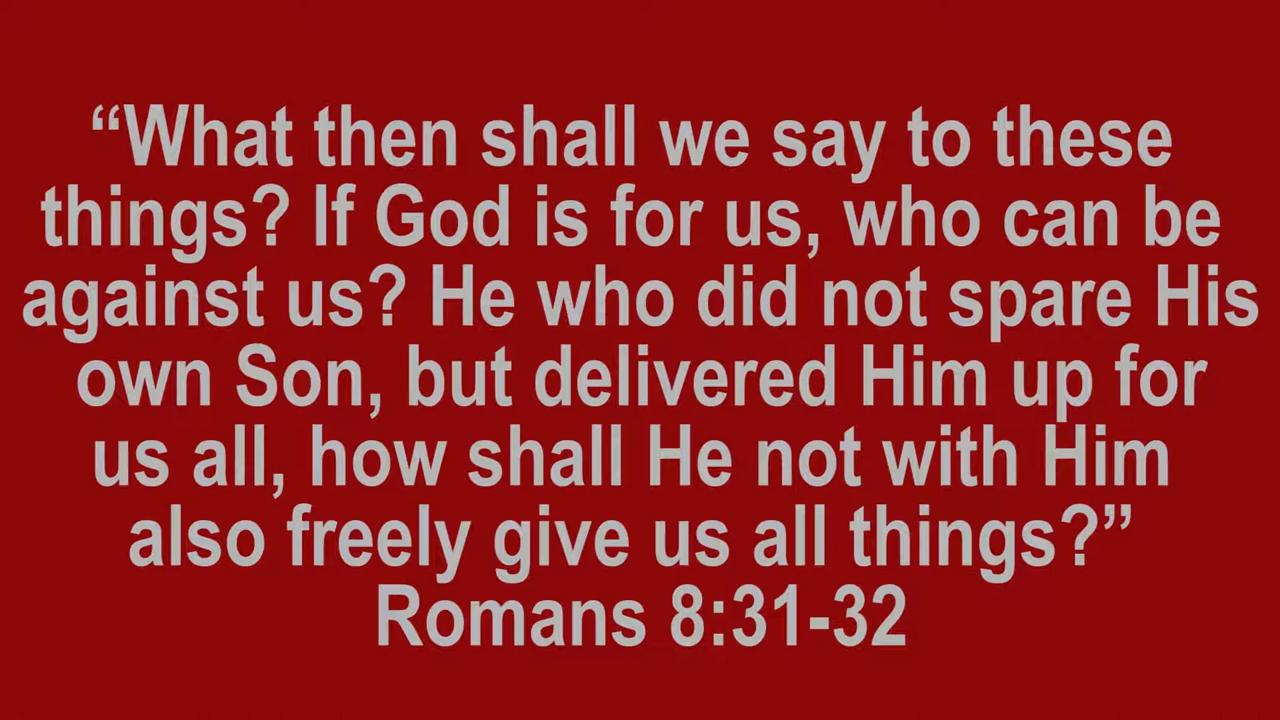 “What then shall we say to these
things? If God is for us, who can be
against us? He who did not spare His
own Son, but delivered Him up for
us all, how shall He not with Him
also freely give us all things?”
Romans 8:31-32